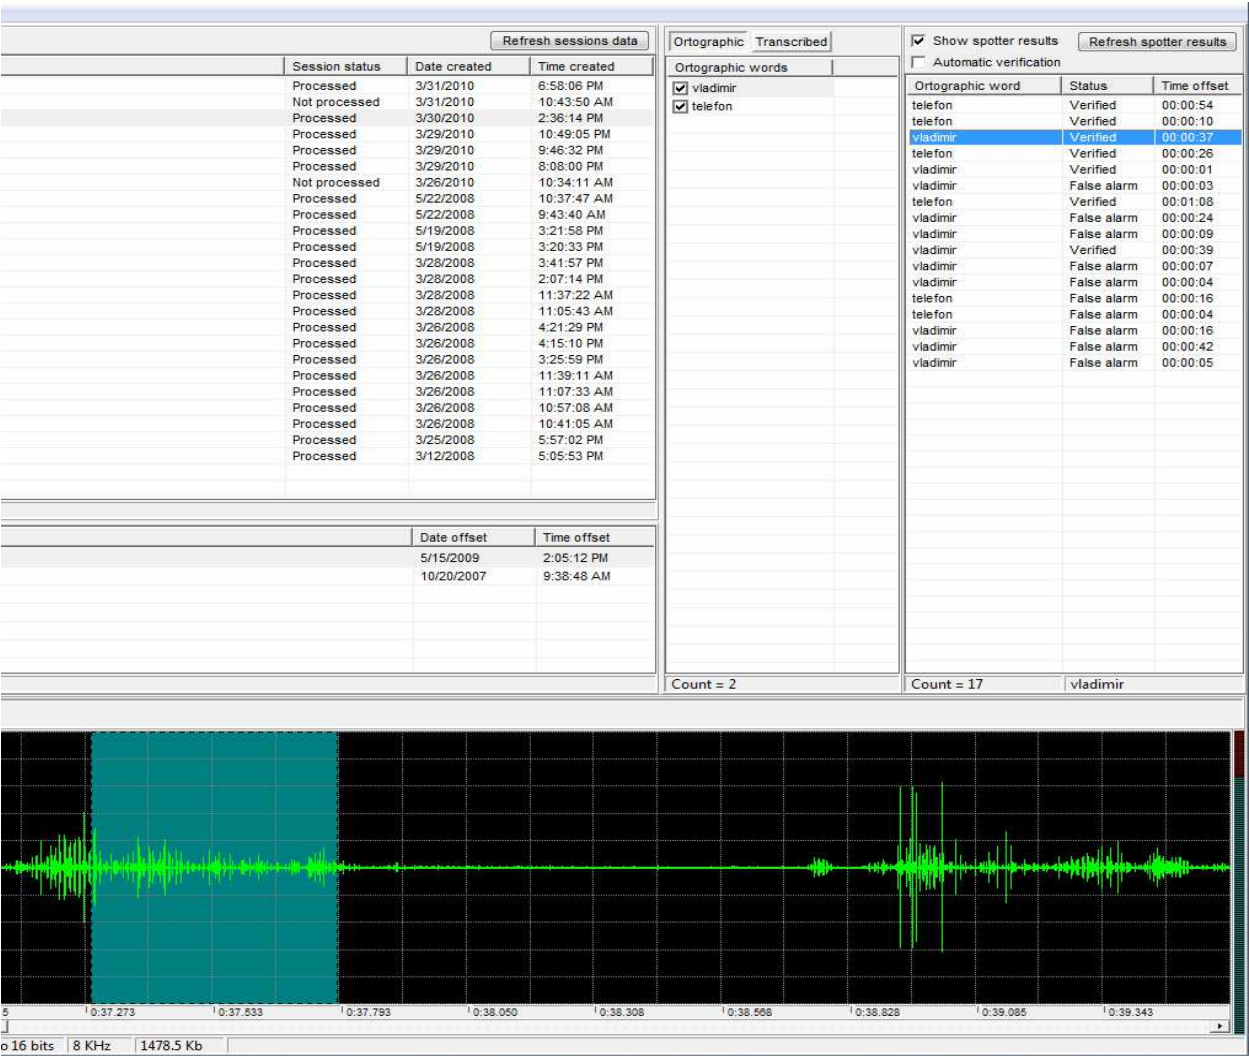 Refresh sessions data
Session status Date created Time created
Processed 3/31/2010 6:58:06 PM
Not processed 3/31/2010 10:43:50 AM
Processed 3/30/2010 2:36:14 PM
Processed 3/29/2010 10:49:05 PM
Processed 3/29/2010 9:46:32 PM
Processed 3/29/2010 8:08:00 PM
Not processed 3/26/2010 10:34:11 AM
Processed 5/22/2008 10:37:47 AM
Processed 5/22/2008 9:43:40 AM
Processed 5/19/2008 3:21:58 PM
Processed 5/19/2008 3:20:33 PM
Processed 3/28/2008 3:41:57 PM
Processed 3/28/2008 2:07:14 PM
Processed 3/28/2008 11:37:22 AM
Processed 3/28/2008 11:05:43 AM
Processed 3/26/2008 4:21:29 PM
Processed 3/26/2008 4:15:10 PM
Processed 3/26/2008 3:25:59 PM
Processed 3/26/2008 11:39:11 AM
Processed 3/26/2008 11:07:33 AM
Processed 3/26/2008 10:57:08 AM
Processed 3/26/2008 10:41:05 AM
Processed 3/25/2008 5:57:02 PM
Processed 3/12/2008 5:05:53 PM
Date offset Time offset
5/15/2009 2:05:12 PM
10/20/2007 9:38:48 AM
Ortographic Transcribed
Ortographic words
vladimir
telefon
Count = 2
Show spotter results Refresh spotter results
Automatic verification
Ortographic word Status Time offset
telefon Verified 00:00:54
telefon Verified 00:00:10
vladimir Verified 00:00:37
telefon Verified 00:00:26
vladimir Verified 00:00:01
vladimir False alarm 00:00:03
telefon Verified 00:01:08
vladimir False alarm 00:00:24
vladimir False alarm 00:00:09
vladimir Verified 00:00:39
vladimir False alarm 00:00:07
vladimir False alarm 00:00:04
telefon False alarm 00:00:16
telefon False alarm 00:00:04
vladimir False alarm 00:00:16
vladimir False alarm 00:00:42
vladimir False alarm 00:00:05
Count = 17 vladimir
5 0:37.273 0:37.533 0:37.793 0:38.050 0:38.308 0:38.568 0:38.828 0:39.085 0:39.343
o 16 bits 8 KHz 1478.5 Kb